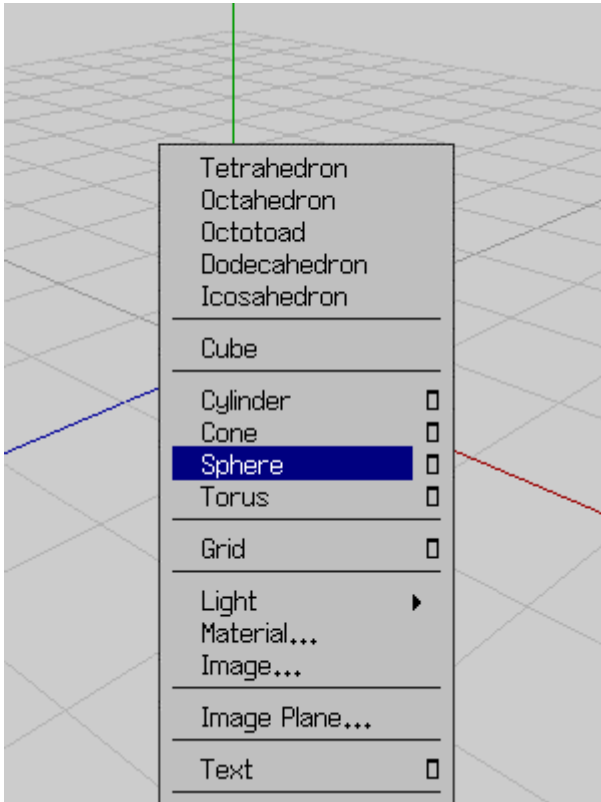 Tetrahedron
Octahedron
Octotoad
Dodecahedron
Icosahedron
Cube
Cylinder
Cone
Sphere
Torus
Grid
Light
Material...
Image...
Image Plane...
Text